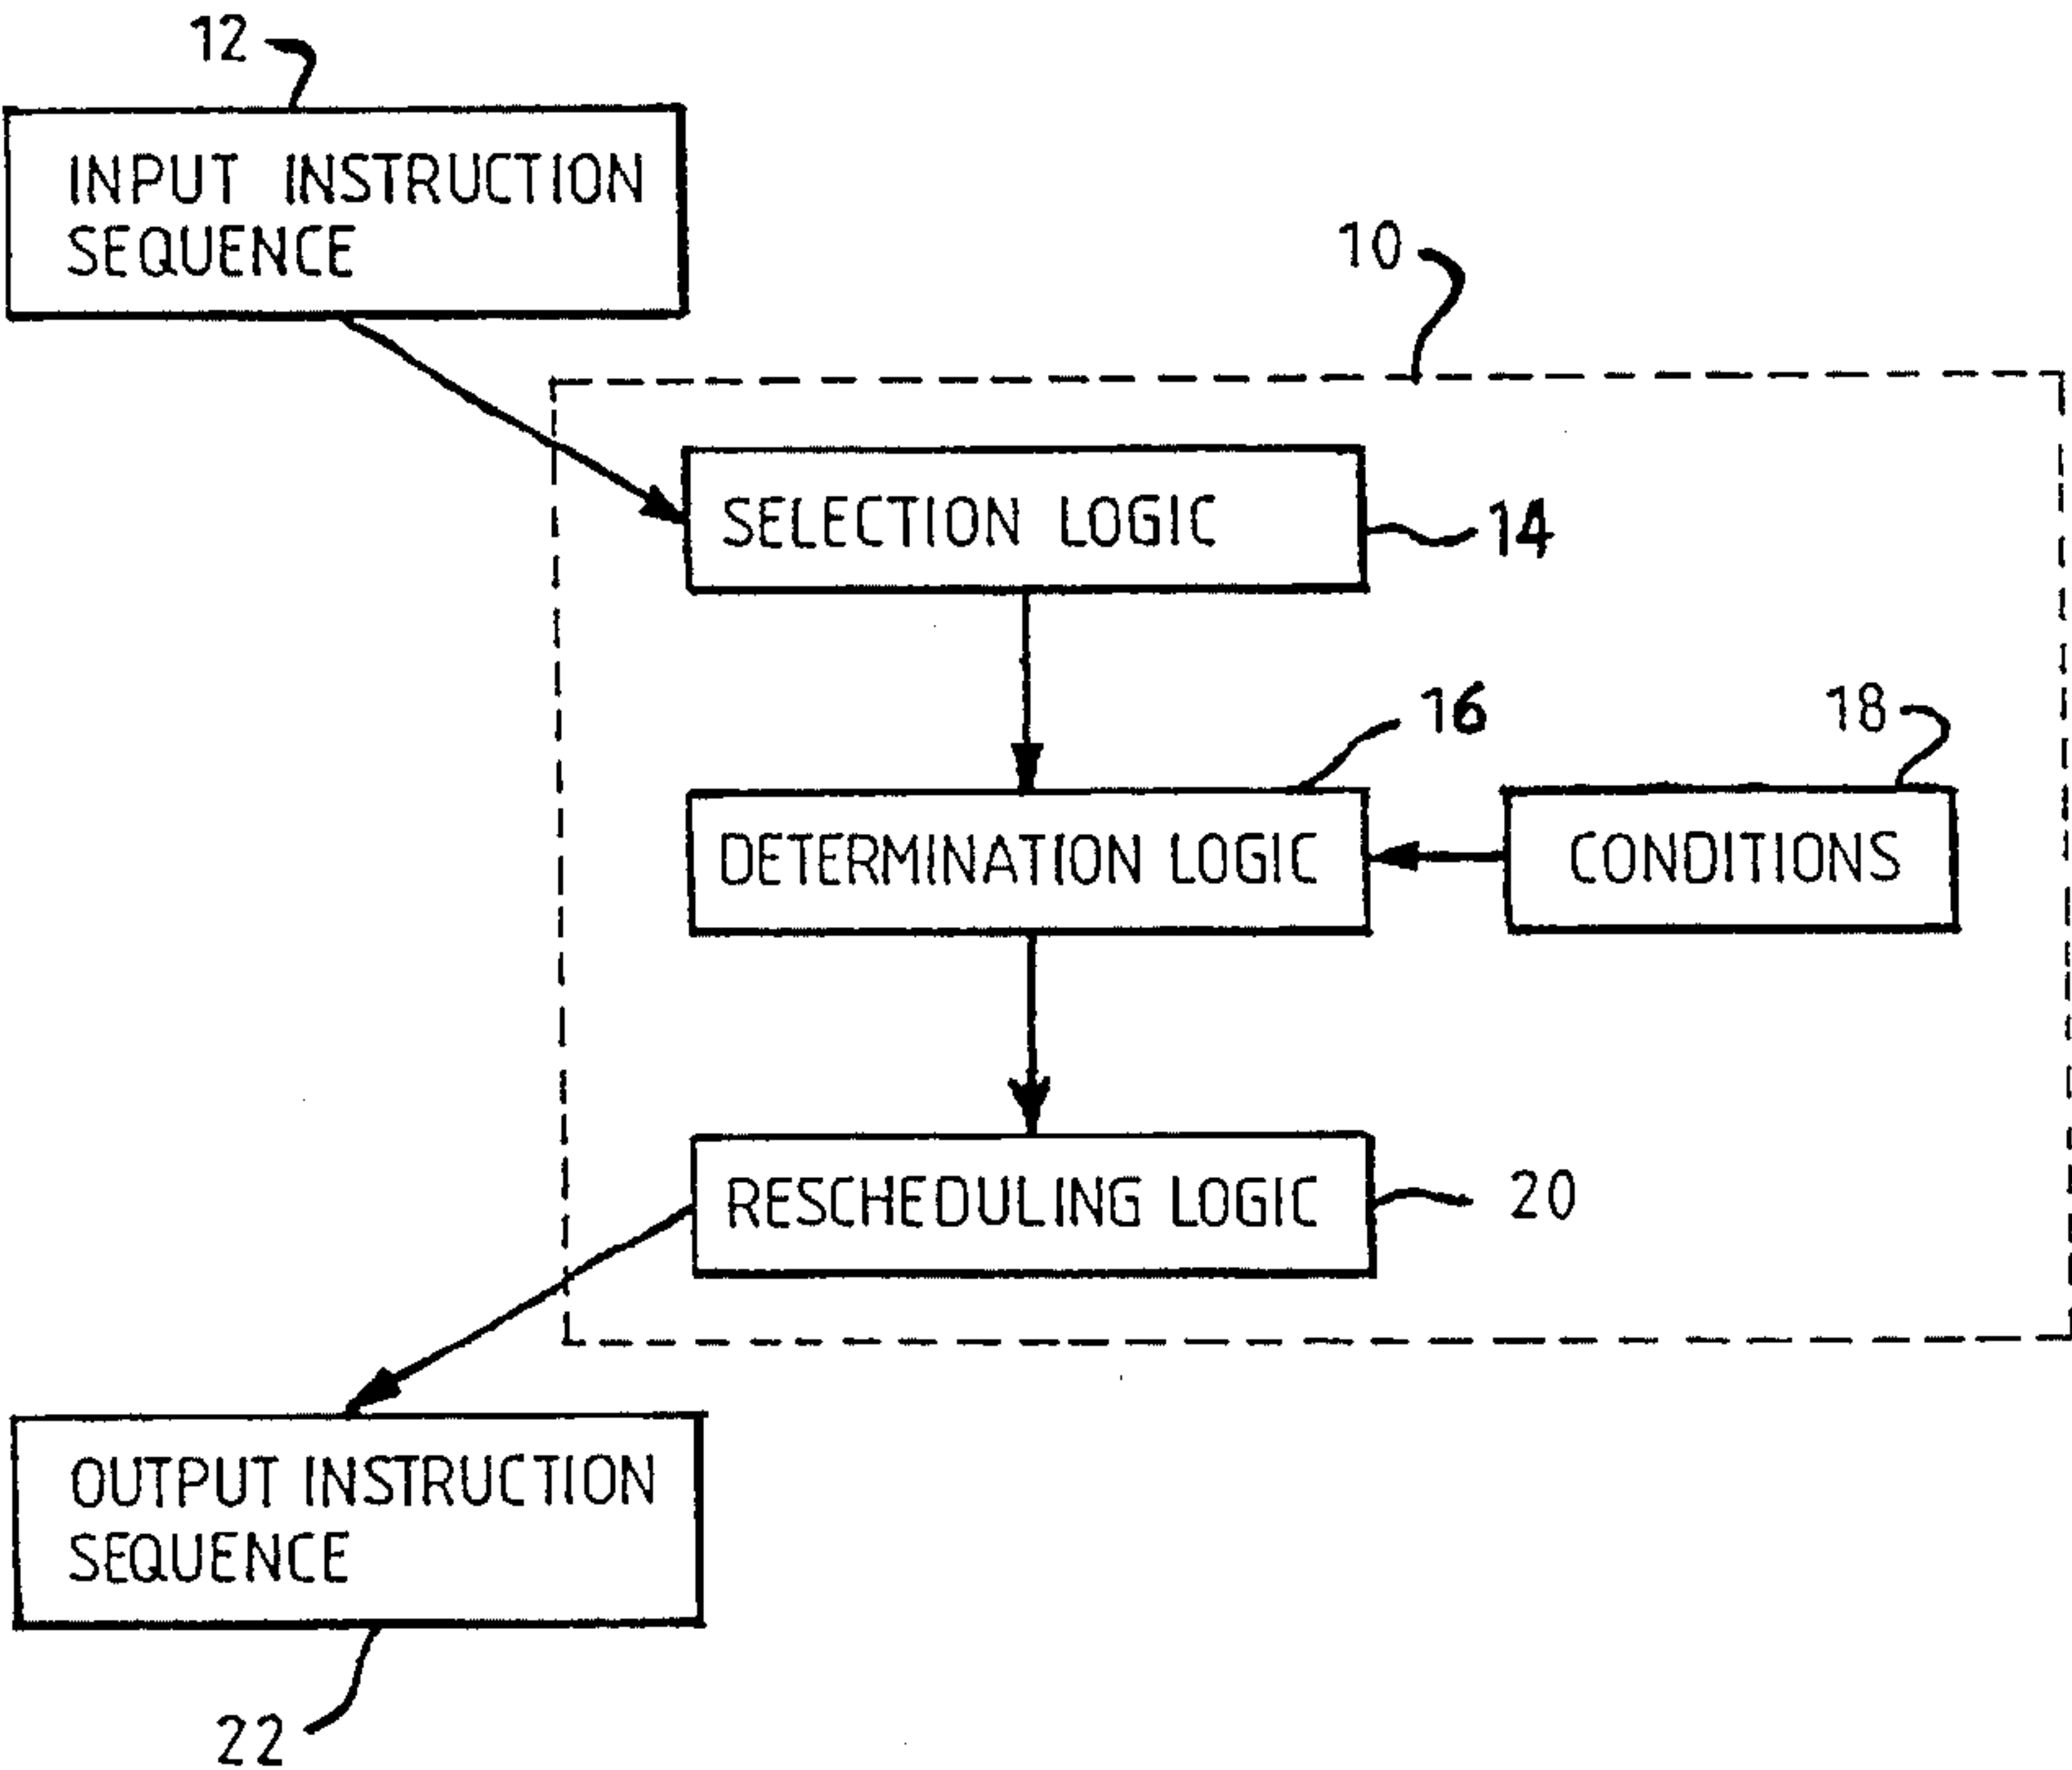 12
INPUT INSTRUCTION
SEQUENCE
10
SELECTION LOGIC
14
16
18
DETERMINATION LOGIC
CONDITIONS
RESCHEDULING LOGIC
20
OUTPUT INSTRUCTION
SEQUENCE
22